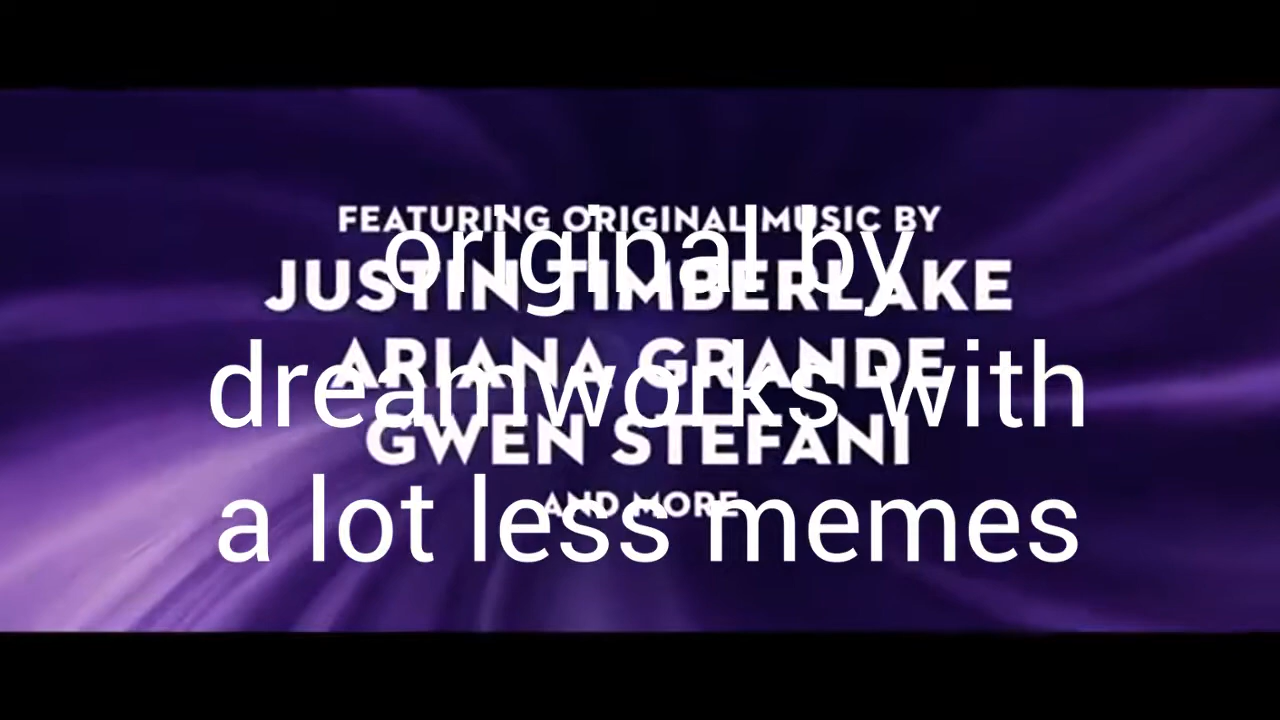 FEATURING ORIGINAL MUSIC BY
original by
JUSTIN TIMBERLAKE
ARIANA GRANDE
dreamworks with
GWEN STEFANI
AND MORE
a lot less memes